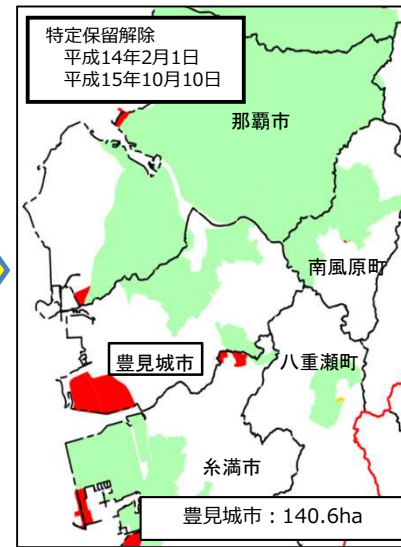 特定保留解除
平成14年2月1日
平成15年10月10日
那覇市
南風原町
豊見城市
八重瀬町
糸満市
豊見城市：140.6ha